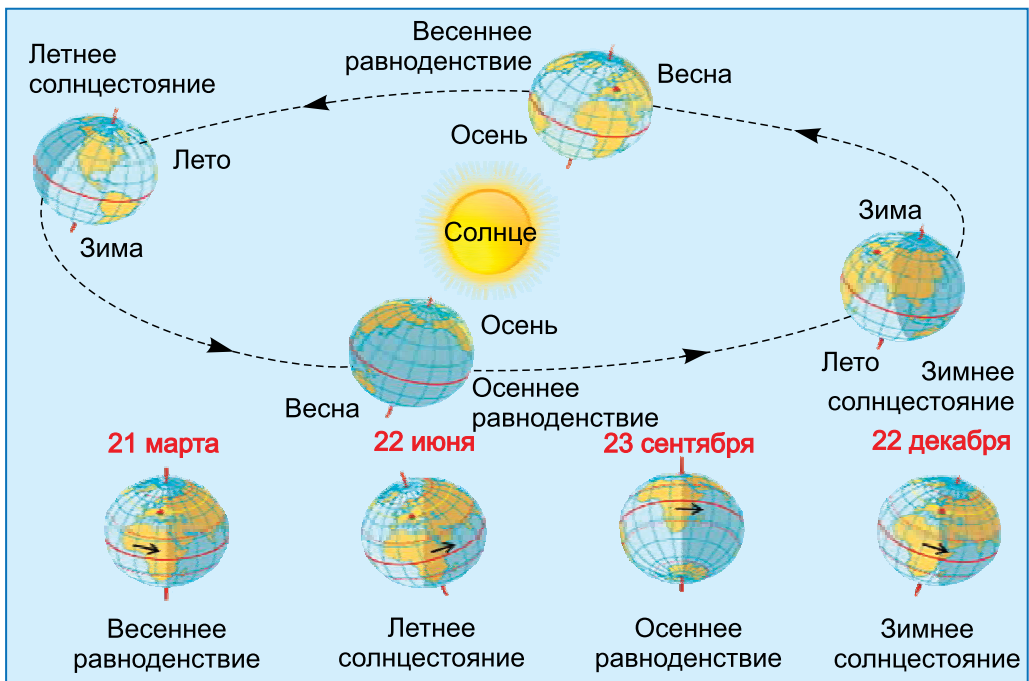 Летнее
солнцестояние
Весеннее
равноденствие
Весна
Осень
Лето
Зима
Солнце
Зима
Осень
Лето
Зимнее
солнцестояние
Весна
Осеннее
равноденствие
21 марта
22 июня
23 сентября
22 декабря
Весеннее
равноденствие
Летнее
солнцестояние
Осеннее
равноденствие
Зимнее
солнцестояние